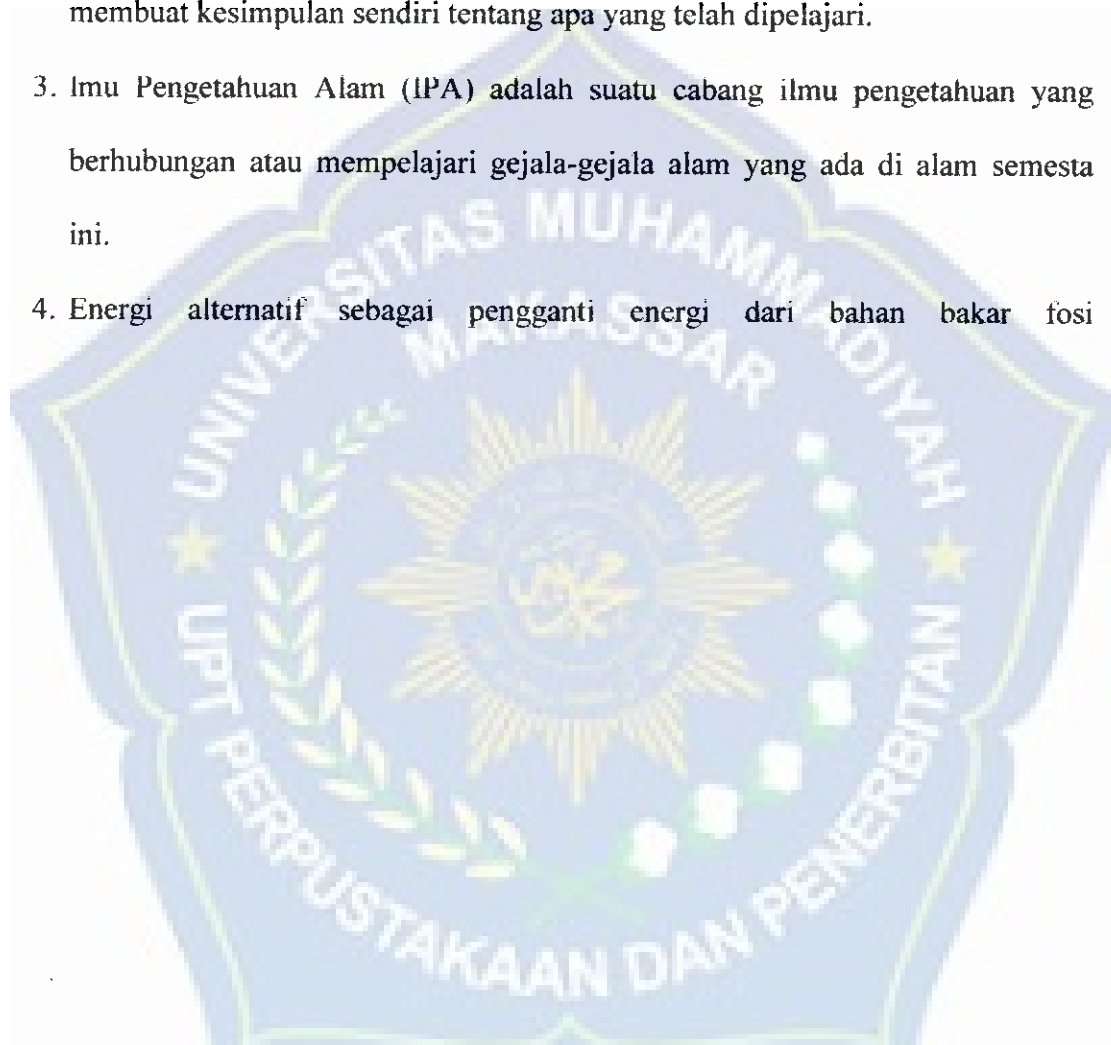 membuat kesimpulan sendiri tentang apa yang telah dipelajari.
3. Imu Pengetahuan Alam (IPA) adalah suatu cabang ilmu pengetahuan yang
berhubungan atau mempelajari gejala-gejala alam yang ada di alam semesta
ini.
4. Energi alternatif sebagai pengganti energi dari bahan bakar fosi
UNIVERSITAS MUHAMMADIYAH
MAKASSAR
UPT PERPUSTAKAAN DAN PENERBITAN